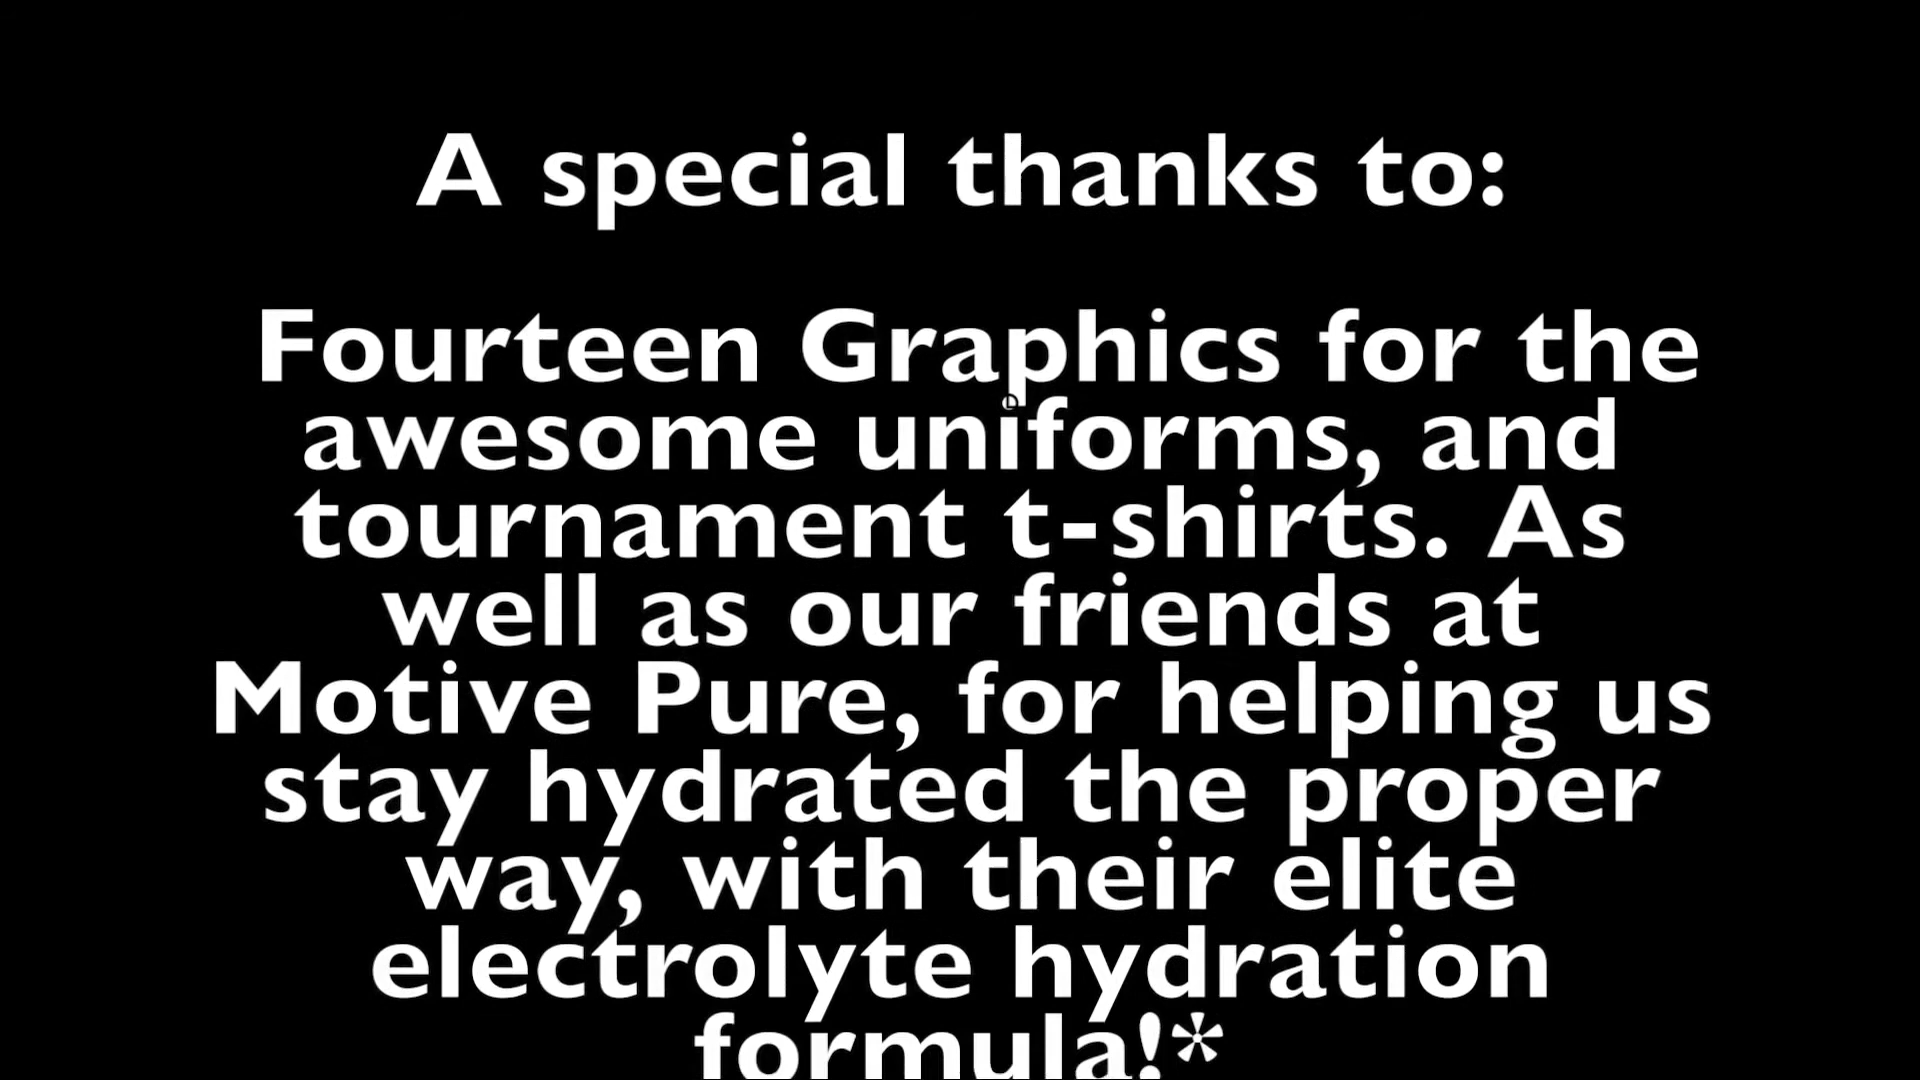 A special thanks to:
Fourteen Graphics for the
awesome uniforms, and
tournament t-shirts. As
well as our friends at
Motive Pure, for helping us
stay hydrated the proper
way, with their elite
electrolyte hydration
formula!*